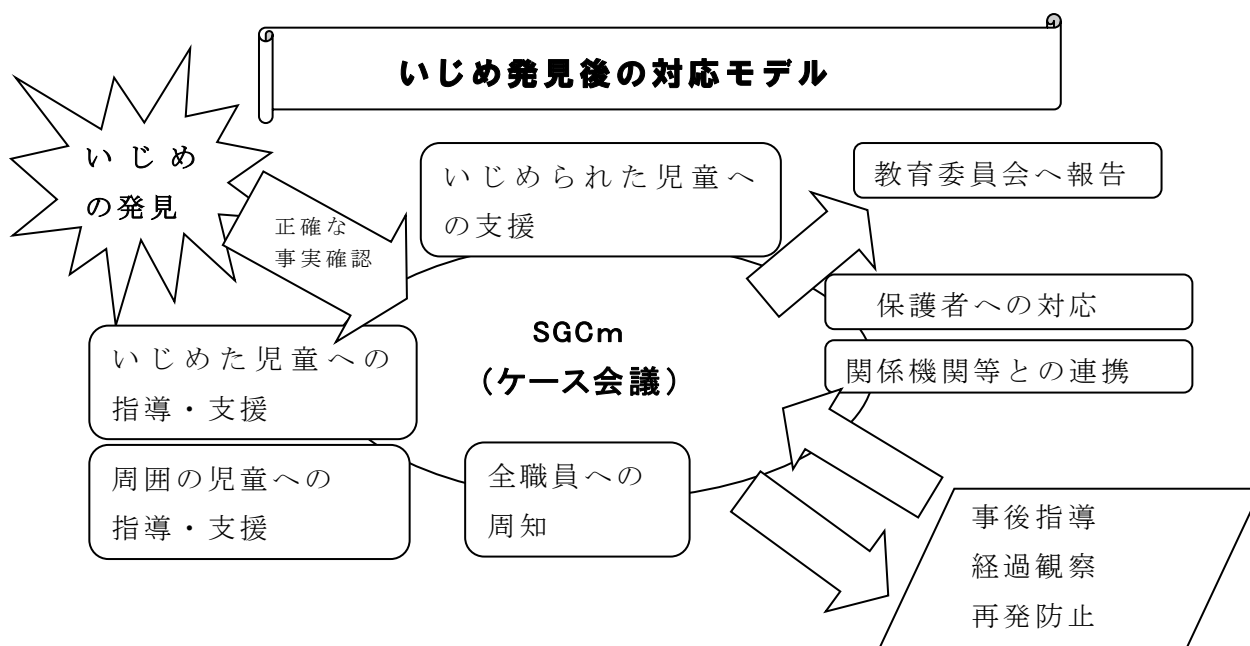 いじめ発見後の対応モデル
いじめ
の発見
正確な
事実確認
いじめられた児童へ
の支援
教育委員会へ報告
保護者への対応
関係機関等との連携
SGCm
（ケース会議）
いじめた児童への
指導・支援
周囲の児童への
指導・支援
全職員への
周知
事後指導
経過観察
再発防止